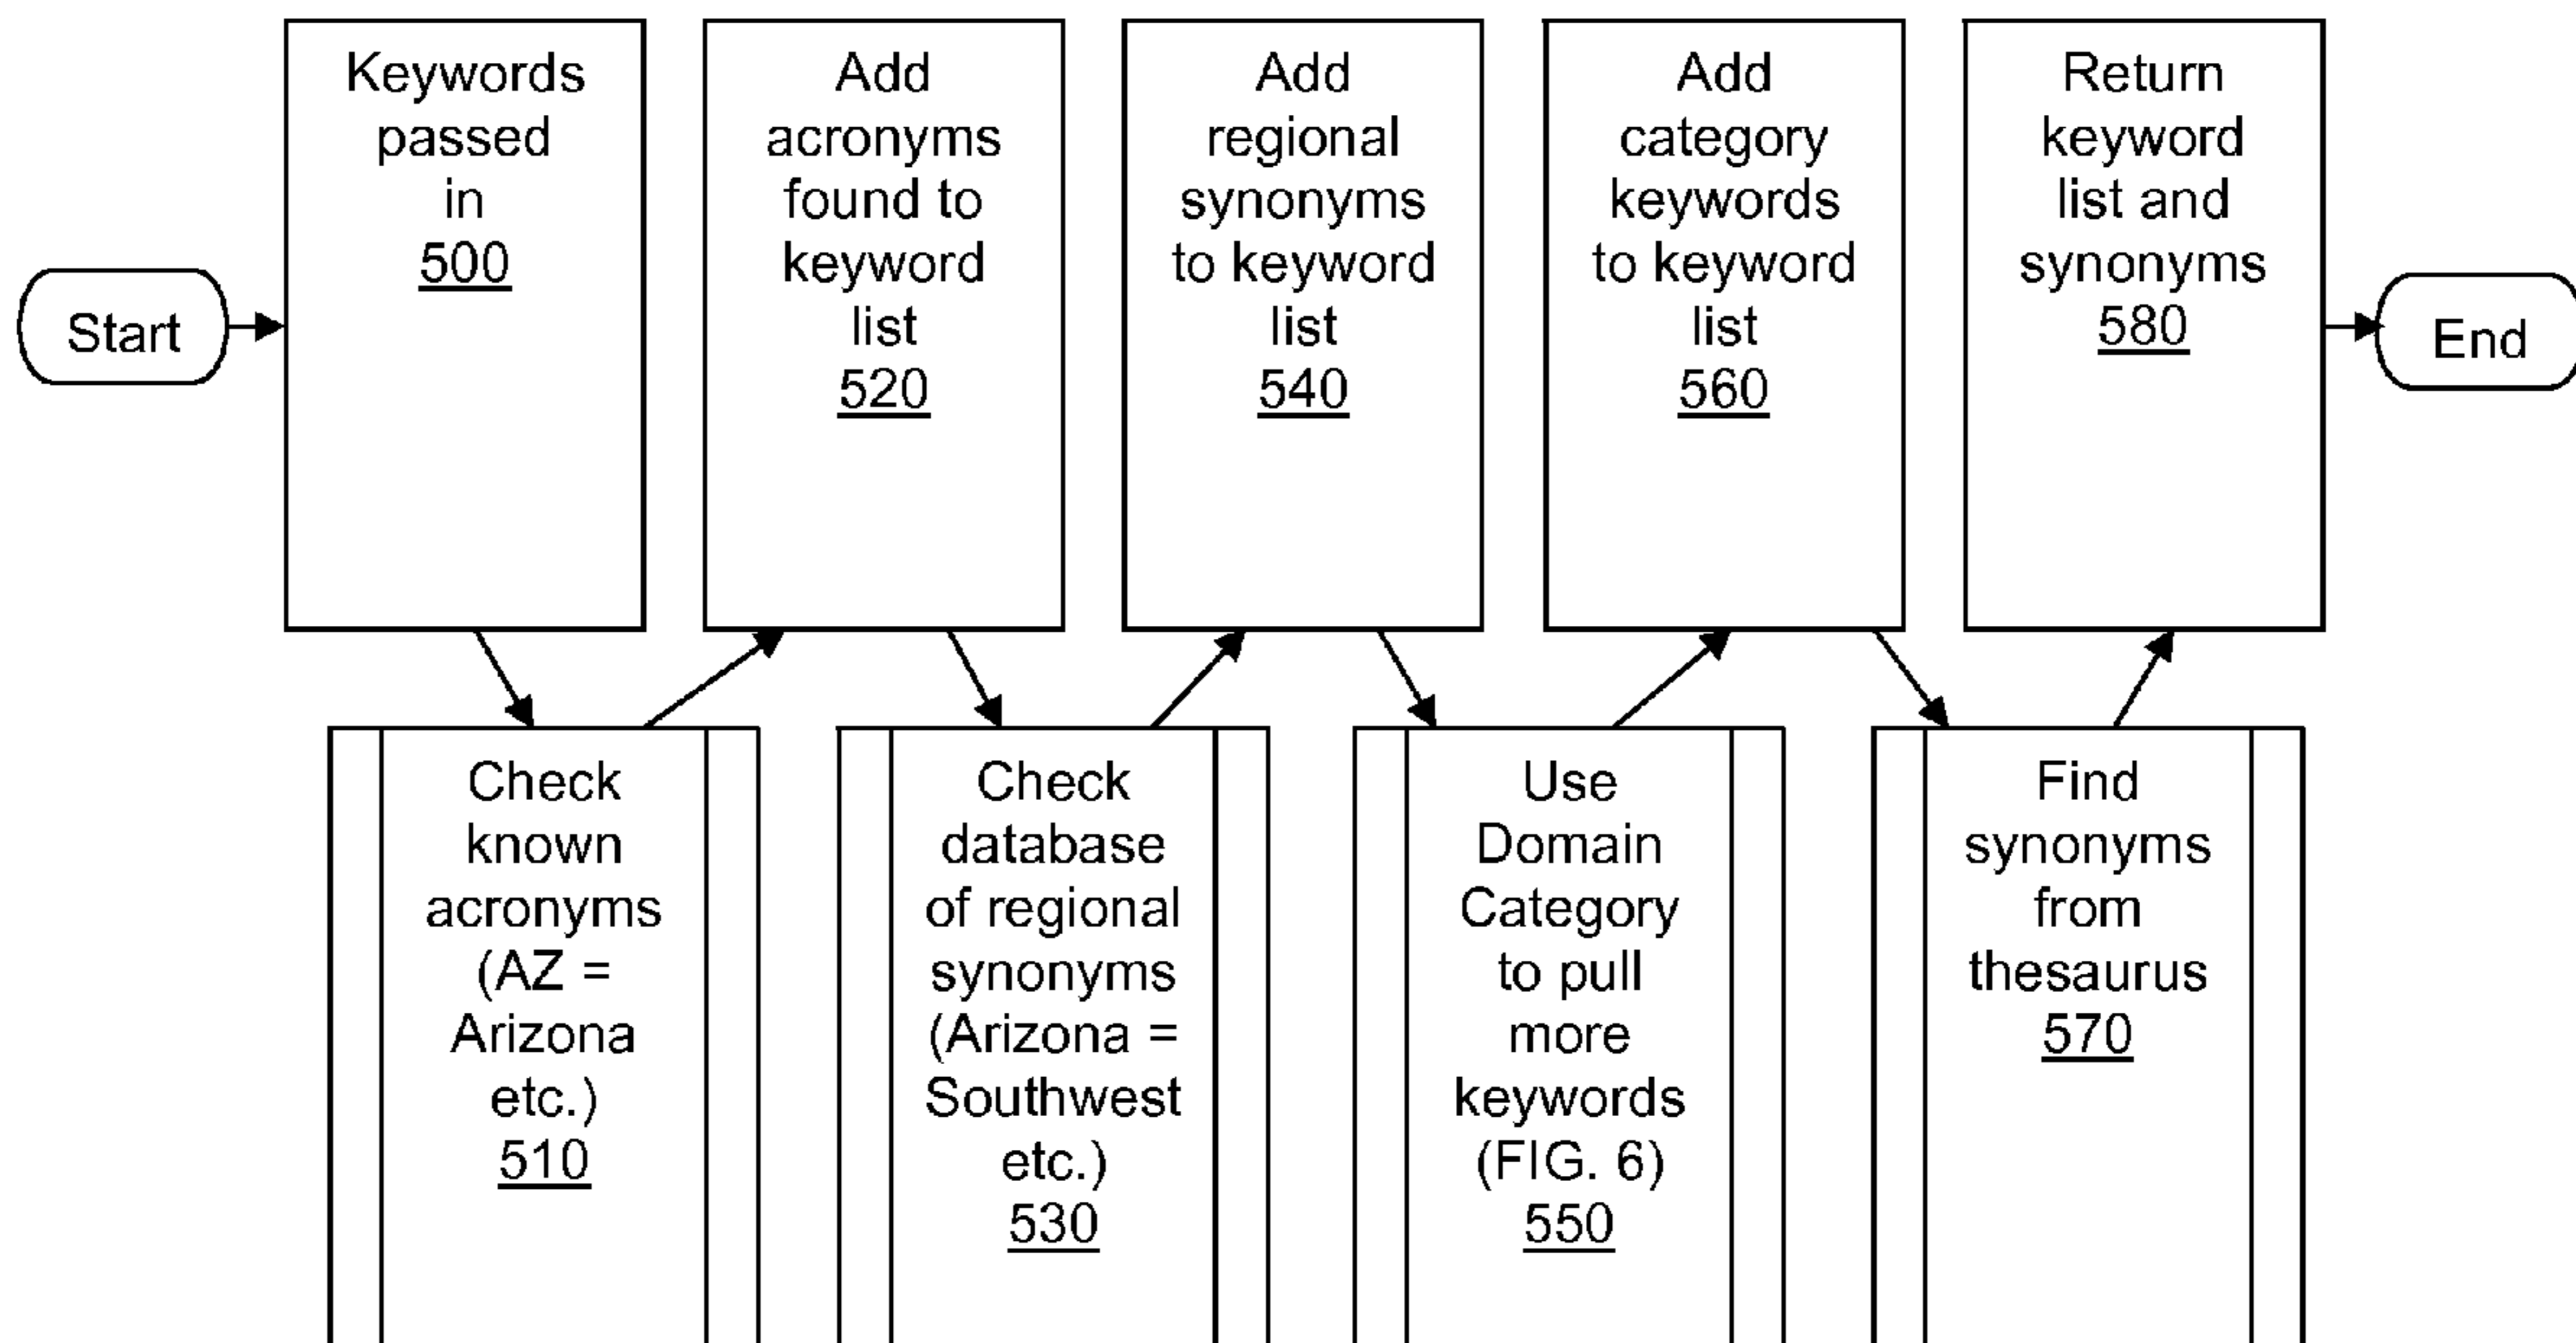 Start
Keywords
passed
in
500
Check
known
acronyms
(AZ =
Arizona
etc.)
510
Add
acronyms
found to
keyword
list
520
Check
database
of regional
synonyms
(Arizona =
Southwest
etc.)
530
Add
regional
synonyms
to keyword
list
540
Use
Domain
Category
to pull
more
keywords
(FIG. 6)
550
Add
category
keywords
to keyword
list
560
Find
synonyms
from
thesaurus
570
Return
keyword
list and
synonyms
580
End